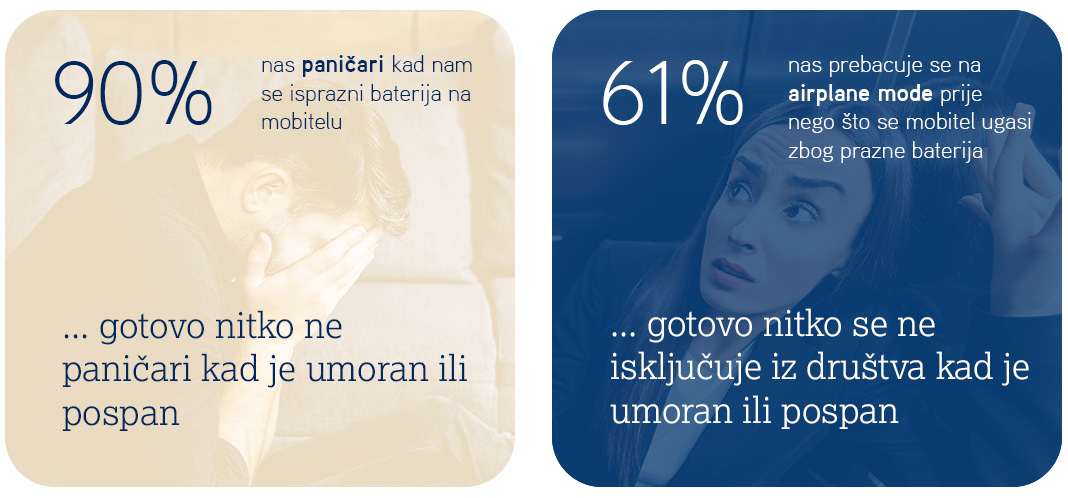 90%
nas paničari kad nam
se isprazni baterija na
mobitelu
... gotovo nitko ne
paničari kad je umoran ili
pospan
61%
nas prebacuje se na
airplane mode prije
nego što se mobitel ugasi
zbog prazne baterija
... gotovo nitko se ne
isključuje iz društva kad je
umoran ili pospan